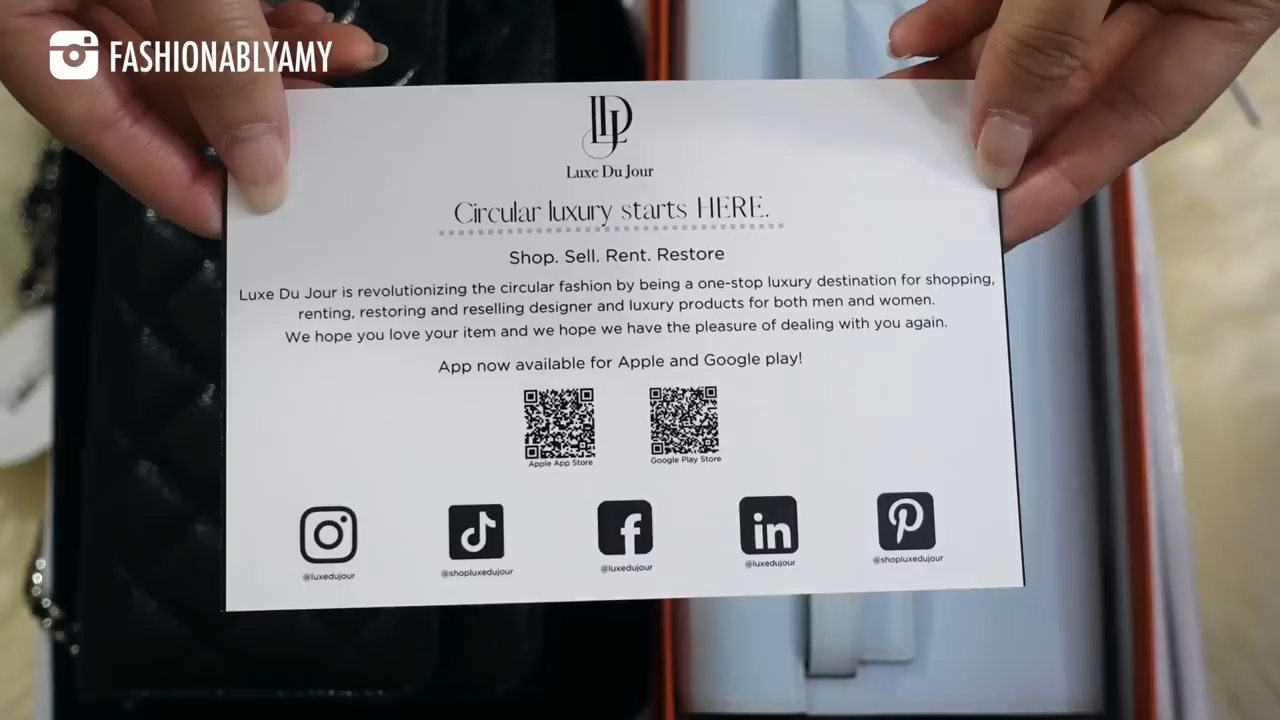 FASHIONABLYAMY
LDJ
Luxe Du Jour
Circular luxury starts HERE.
Shop. Sell. Rent. Restore
Luxe Du Jour is revolutionizing the circular fashion by being a one-stop luxury destination for shopping,
renting, restoring and reselling designer and luxury products for both men and women.
We hope you love your item and we hope we have the pleasure of dealing with you again.
App now available for Apple and Google play!
Apple App Store Google Play Store
@luxedujour @shopluxedujour @luxedujour @luxedujour @shopluxedujour